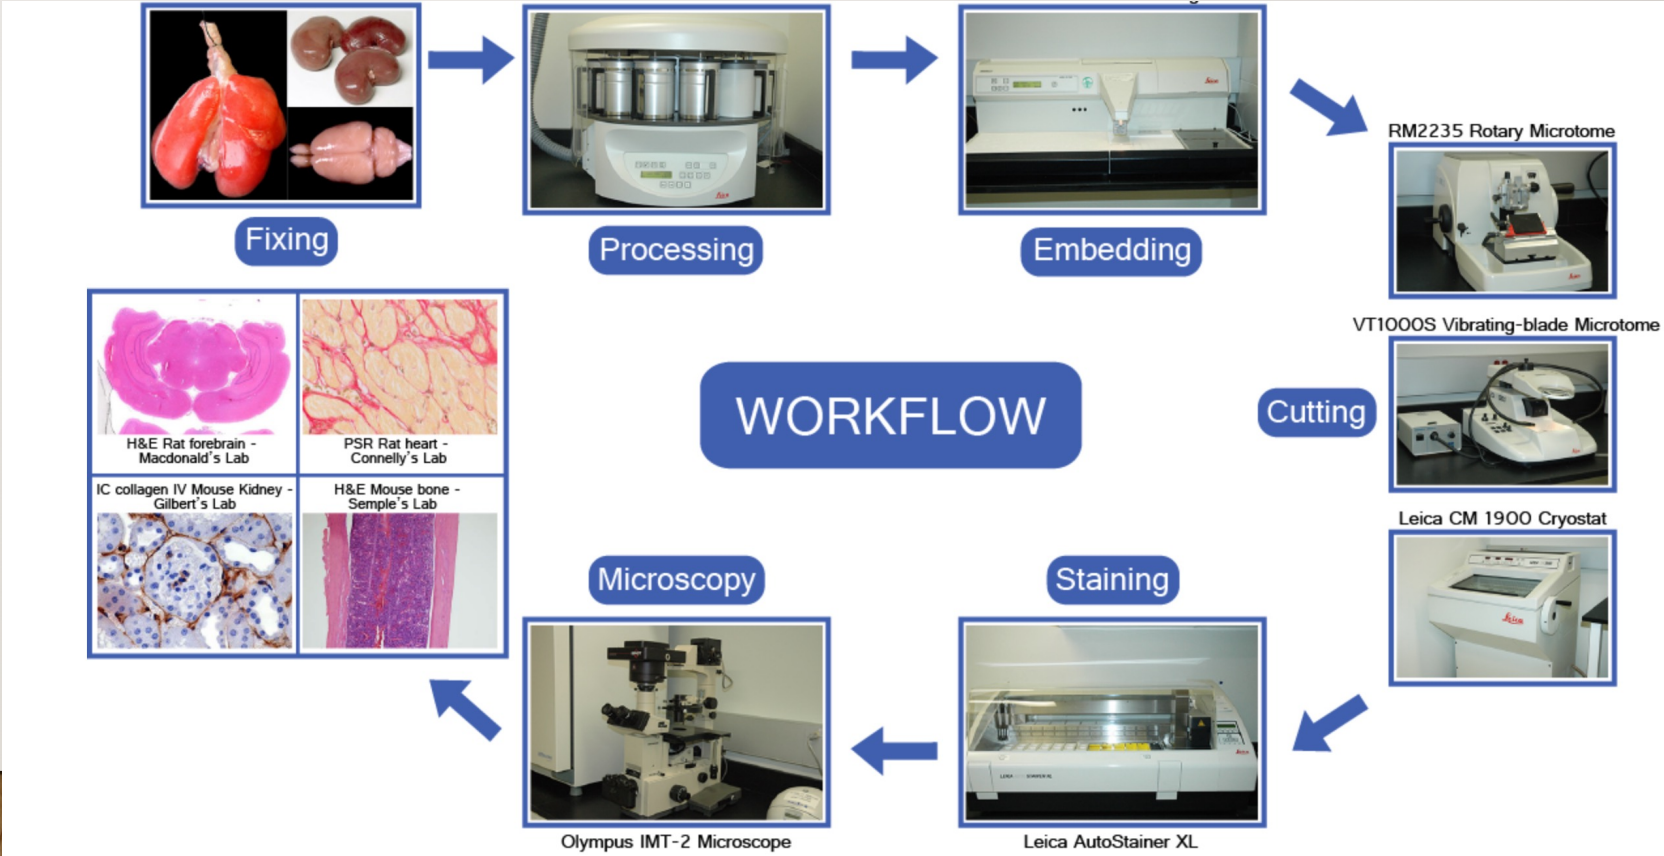 Fixing
Processing
Embedding
RM2235 Rotary Microtome
VT1000S Vibrating-blade Microtome
Cutting
Leica CM 1900 Cryostat
Leica
WORKFLOW
H&E Rat forebrain -
Macdonald's Lab
PSR Rat heart -
Connelly's Lab
IC collagen IV Mouse Kidney -
Gilbert's Lab
H&E Mouse bone -
Semple's Lab
Microscopy
Staining
Olympus IMT-2 Microscope
Leica AutoStainer XL